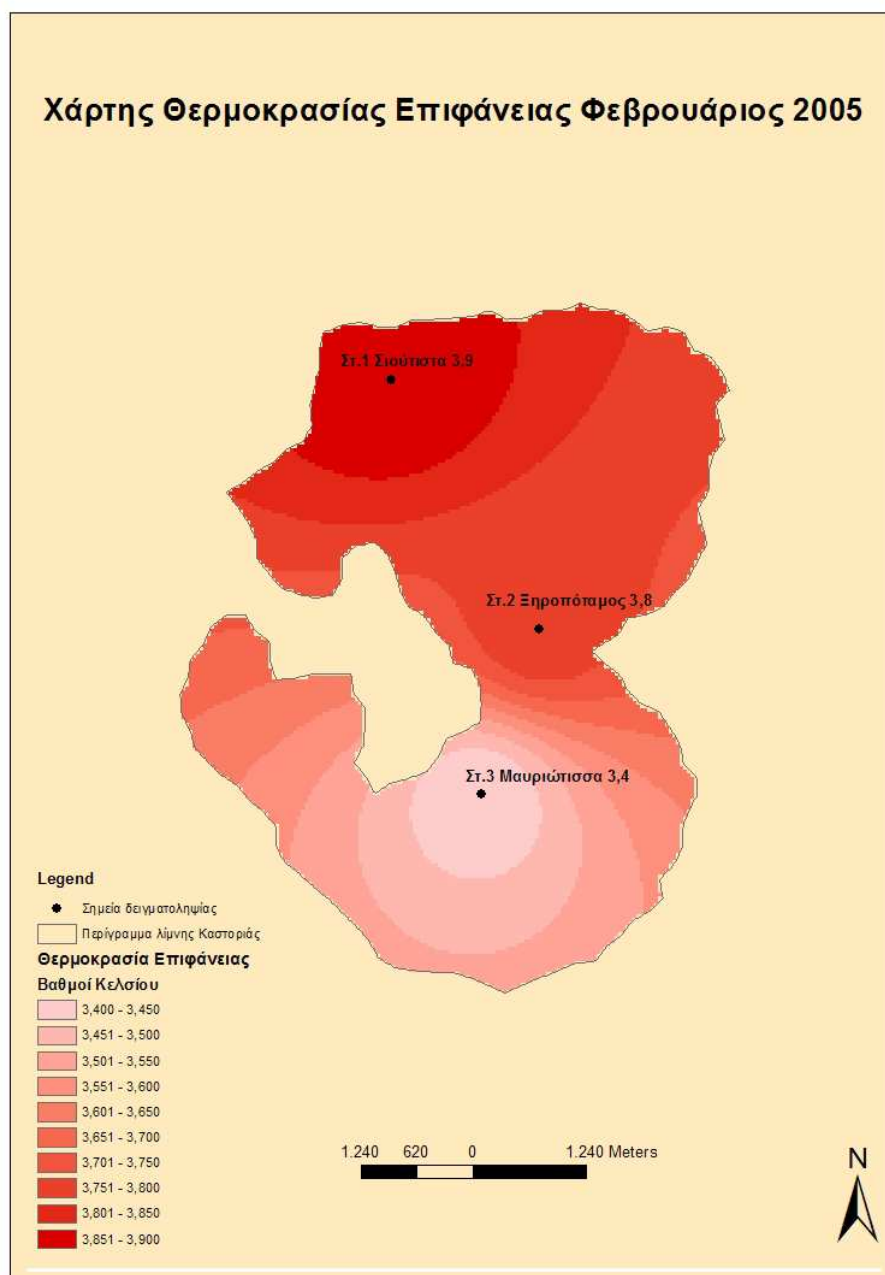 Χάρτης Θερμοκρασίας Επιφάνειας Φεβρουάριος 2005
Στ.1 Σιούτιστα 3,9
Στ.2 Ξηροπόταμος 3,8
Στ.3 Μαυριώτισσα 3,4
Legend
Σημεία δειγματοληψίας
Περίγραμμα λίμνης Καστοριάς
Θερμοκρασία Επιφάνειας
Βαθμοί Κελσίου
3,400 - 3,450
3,451 - 3,500
3,501 - 3,550
3,551 - 3,600
3,601 - 3,650
3,651 - 3,700
3,701 - 3,750
3,751 - 3,800
3,801 - 3,850
3,851 - 3,900
1.240 620 0 1.240 Meters
N